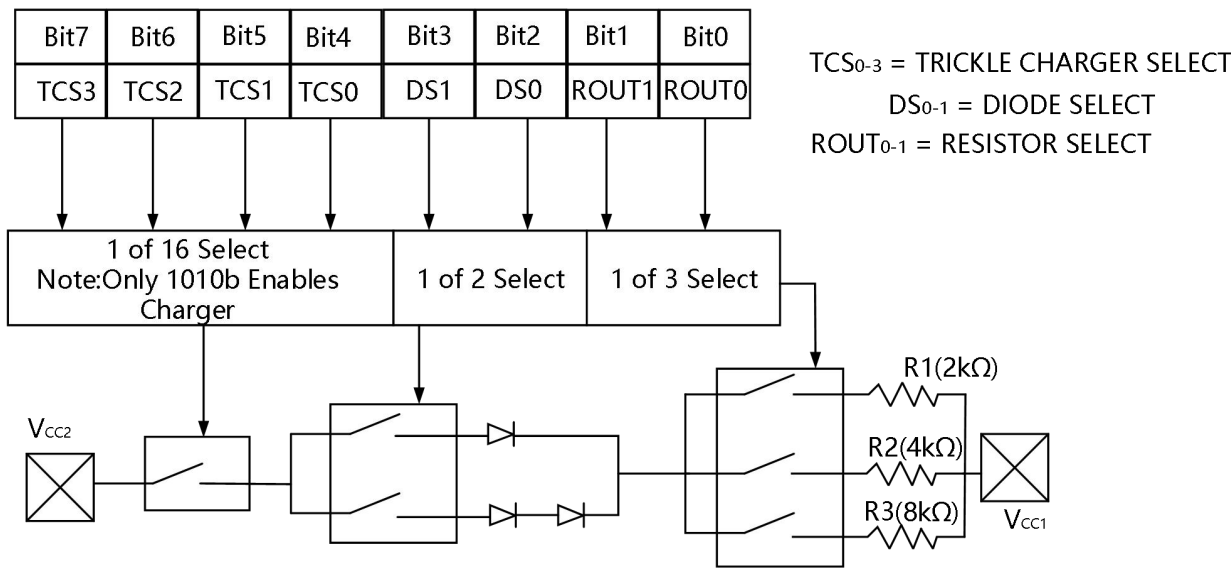 Bit7 Bit6 Bit5 Bit4 Bit3 Bit2 Bit1 Bit0
TCS3 TCS2 TCS1 TCS0 DS1 DS0 ROUT1 ROUT0
TCS0-3 = TRICKLE CHARGER SELECT
DS0-1 = DIODE SELECT
ROUT0-1 = RESISTOR SELECT
1 of 16 Select
Note:Only 1010b Enables
Charger
1 of 2 Select
1 of 3 Select
R1(2kΩ)
VCC2
R2(4kΩ)
R3(8kΩ)
VCC1